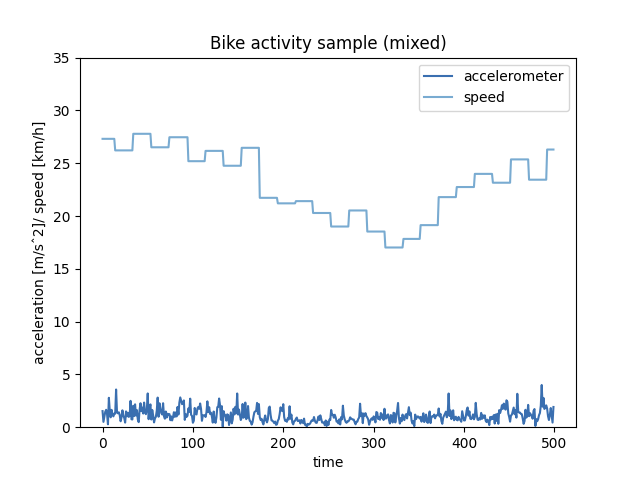 Bike activity sample (mixed)
accelerometer
speed
acceleration [m/sˆ2]/ speed [km/h]
35
30
25
20
15
10
5
0
0 100 200 300 400 500
time